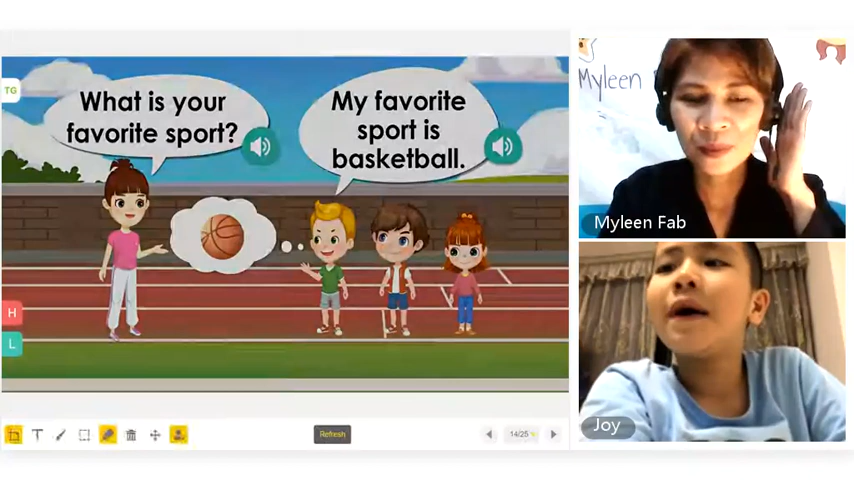 TG
What is your
favorite sport?
My favorite
sport is
basketball.
H
L
Refresh
14/25
Myleen
Myleen Fab
Joy